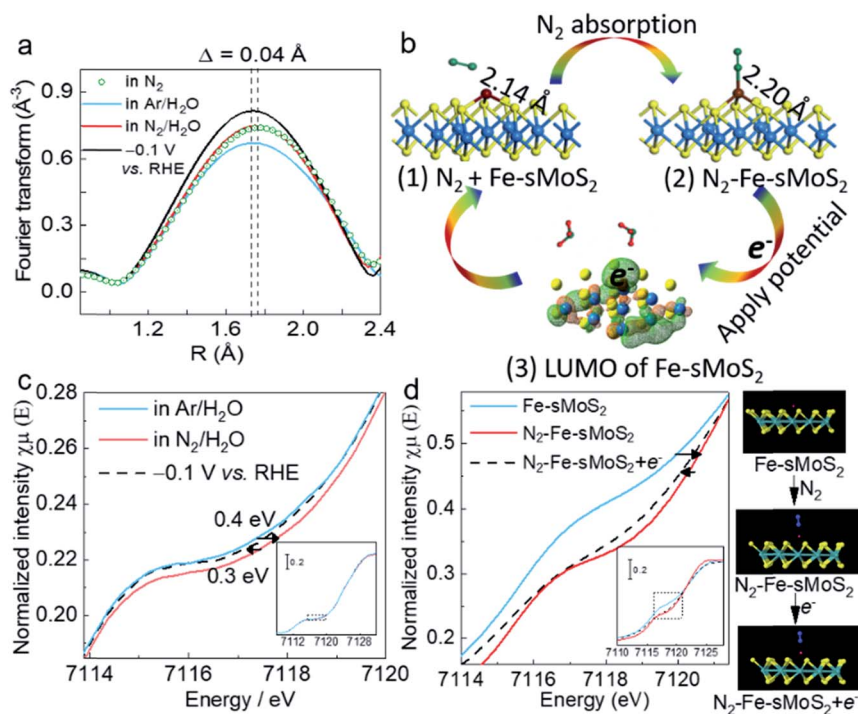 a
Δ = 0.04 Å
in N₂
in Ar/H₂O
in N₂/H₂O
−0.1 V
vs. RHE
Fourier transform (Å⁻³)
0.9
0.6
0.3
0.0
1.2 1.6 2.0 2.4
R (Å)
b
N₂ absorption
2.14 Å
2.20 Å
(1) N₂ + Fe-sMoS₂
(2) N₂-Fe-sMoS₂
e⁻
e⁻
Apply potential
(3) LUMO of Fe-sMoS₂
c
in Ar/H₂O
in N₂/H₂O
−0.1 V vs. RHE
Normalized intensity χμ (E)
0.28
0.26
0.24
0.22
0.20
0.4 eV
0.3 eV
0.2
7112 7120 7128
7114 7116 7118 7120
Energy / eV
d
Fe-sMoS₂
N₂-Fe-sMoS₂
N₂-Fe-sMoS₂+e⁻
Normalized intensity χμ (E)
0.5
0.4
0.3
0.2
0.2
7110 7115 7120 7125
7114 7116 7118 7120
Energy (eV)
Fe-sMoS₂
N₂
N₂-Fe-sMoS₂
e⁻
N₂-Fe-sMoS₂+e⁻